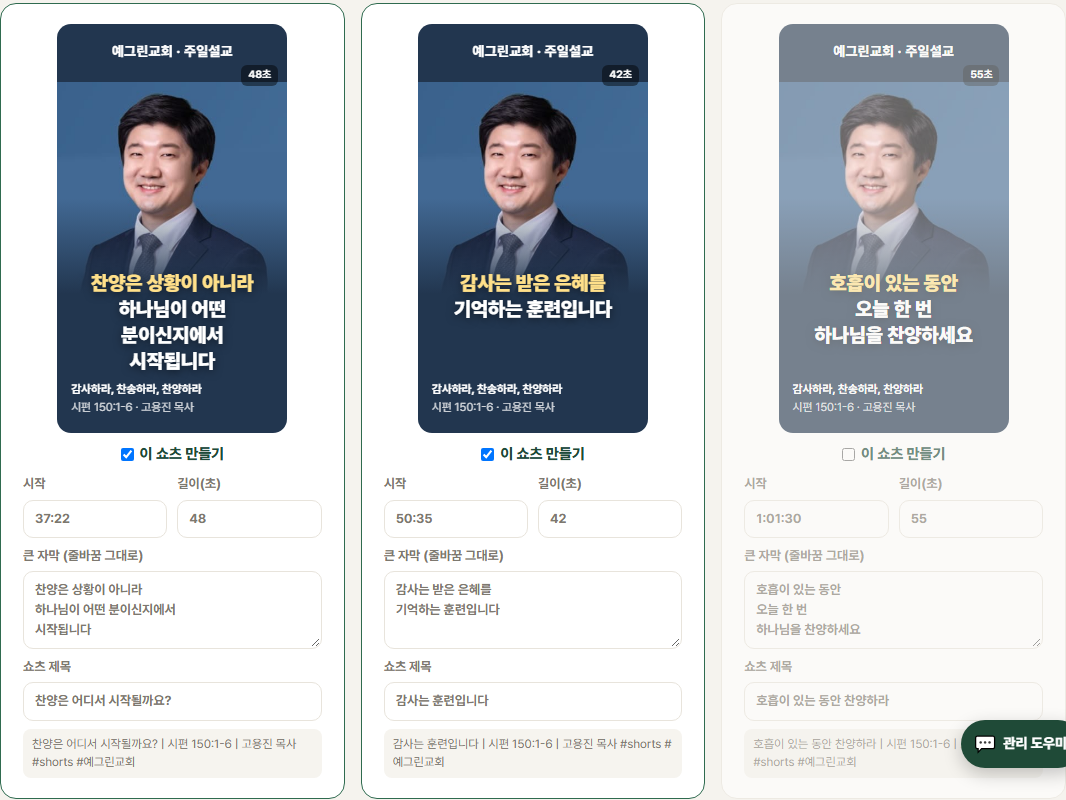 예그린교회 · 주일설교
48초
찬양은 상황이 아니라
하나님이 어떤
분이신지에서
시작됩니다
감사하라, 찬송하라, 찬양하라
시편 150:1-6 · 고용진 목사
이 쇼츠 만들기
시작
길이(초)
37:22
48
큰 자막 (줄바꿈 그대로)
찬양은 상황이 아니라
하나님이 어떤 분이신지에서
시작됩니다
쇼츠 제목
찬양은 어디서 시작될까요?
찬양은 어디서 시작될까요? | 시편 150:1-6 | 고용진 목사
#shorts #예그린교회
예그린교회 · 주일설교
42초
감사는 받은 은혜를
기억하는 훈련입니다
감사하라, 찬송하라, 찬양하라
시편 150:1-6 · 고용진 목사
이 쇼츠 만들기
시작
길이(초)
50:35
42
큰 자막 (줄바꿈 그대로)
감사는 받은 은혜를
기억하는 훈련입니다
쇼츠 제목
감사는 훈련입니다
감사는 훈련입니다 | 시편 150:1-6 | 고용진 목사 #shorts #
예그린교회
예그린교회 · 주일설교
55초
호흡이 있는 동안
오늘 한 번
하나님을 찬양하세요
감사하라, 찬송하라, 찬양하라
시편 150:1-6 · 고용진 목사
이 쇼츠 만들기
시작
길이(초)
1:01:30
55
큰 자막 (줄바꿈 그대로)
호흡이 있는 동안
오늘 한 번
하나님을 찬양하세요
쇼츠 제목
호흡이 있는 동안 찬양하라
호흡이 있는 동안 찬양하라 | 시편 150:1-6 |
#shorts #예그린교회
관리 도우미